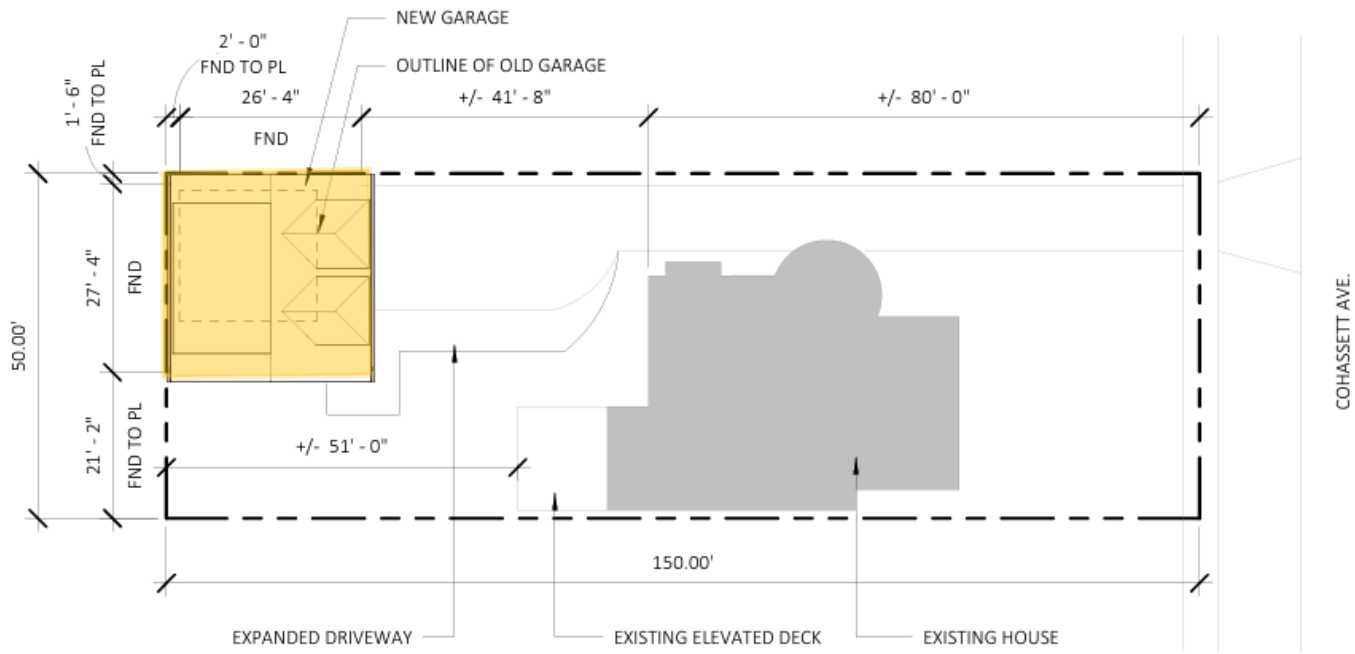 NEW GARAGE
2' - 0"
FND TO PL
OUTLINE OF OLD GARAGE
1' - 6"
FND TO PL
26' - 4"
FND
+/- 41' - 8"
+/- 80' - 0"
50.00'
27' - 4"
FND
21' - 2"
FND TO PL
+/- 51' - 0"
COHASSETT AVE.
150.00'
EXPANDED DRIVEWAY
EXISTING ELEVATED DECK
EXISTING HOUSE